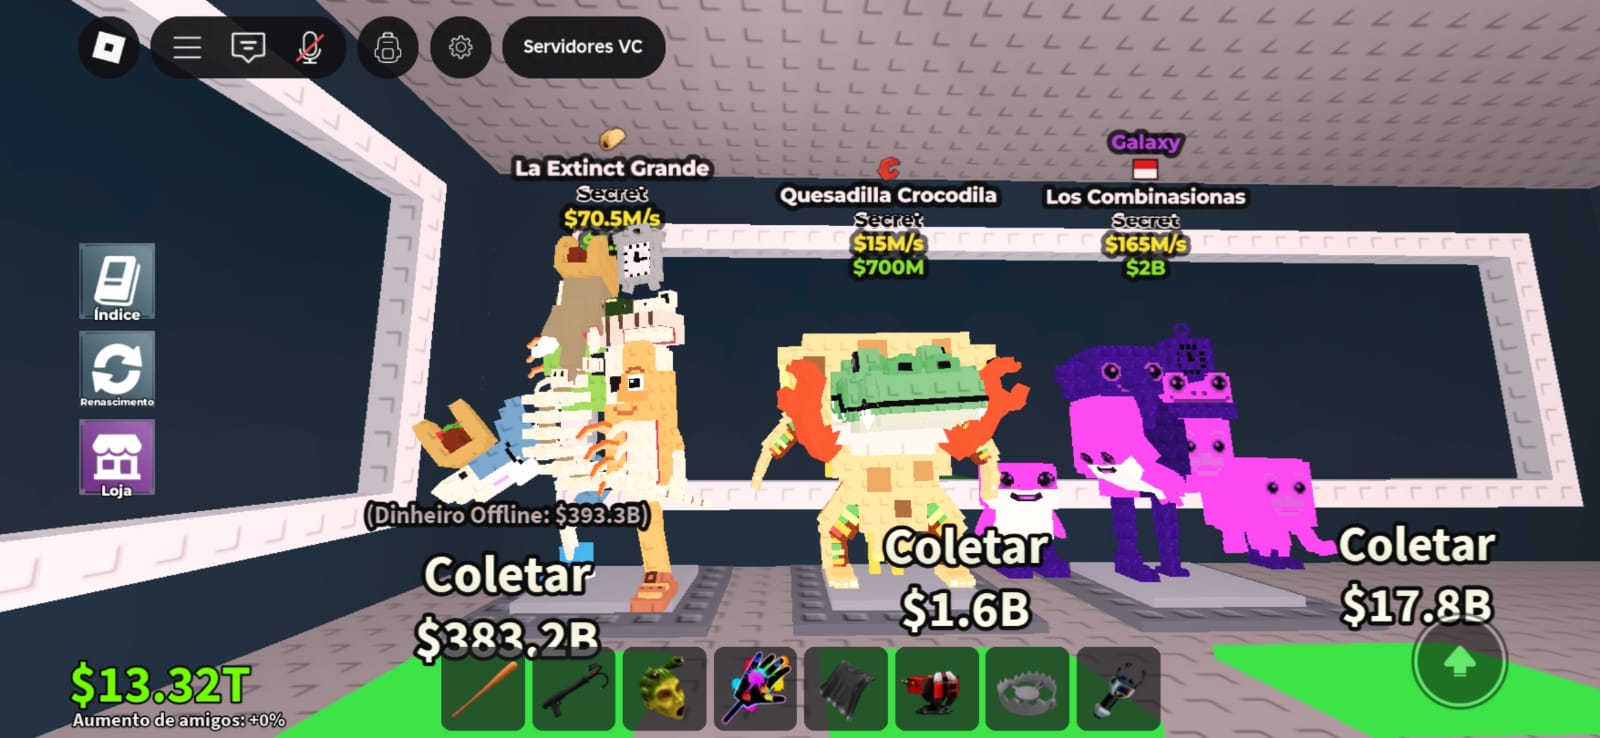 Servidores VC
La Extinct Grande
Secret
$70.5M/s
Quesadilla Crocodila
Secret
$15M/s
$700M
Galaxy
Los Combinasionas
Secret
$165M/s
$2B
Índice
Renascimento
Loja
(Dinheiro Offline: $393.3B)
Coletar
$383.2B
Coletar
$1.6B
Coletar
$17.8B
$13.32T
Aumento de amigos: +0%